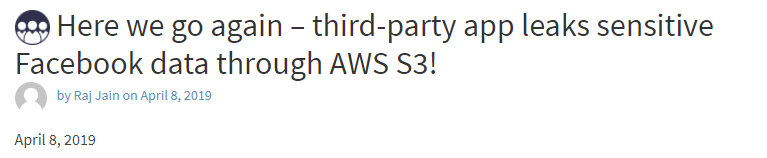 Here we go again – third-party app leaks sensitive
Facebook data through AWS S3!
by Raj Jain on April 8, 2019
April 8, 2019